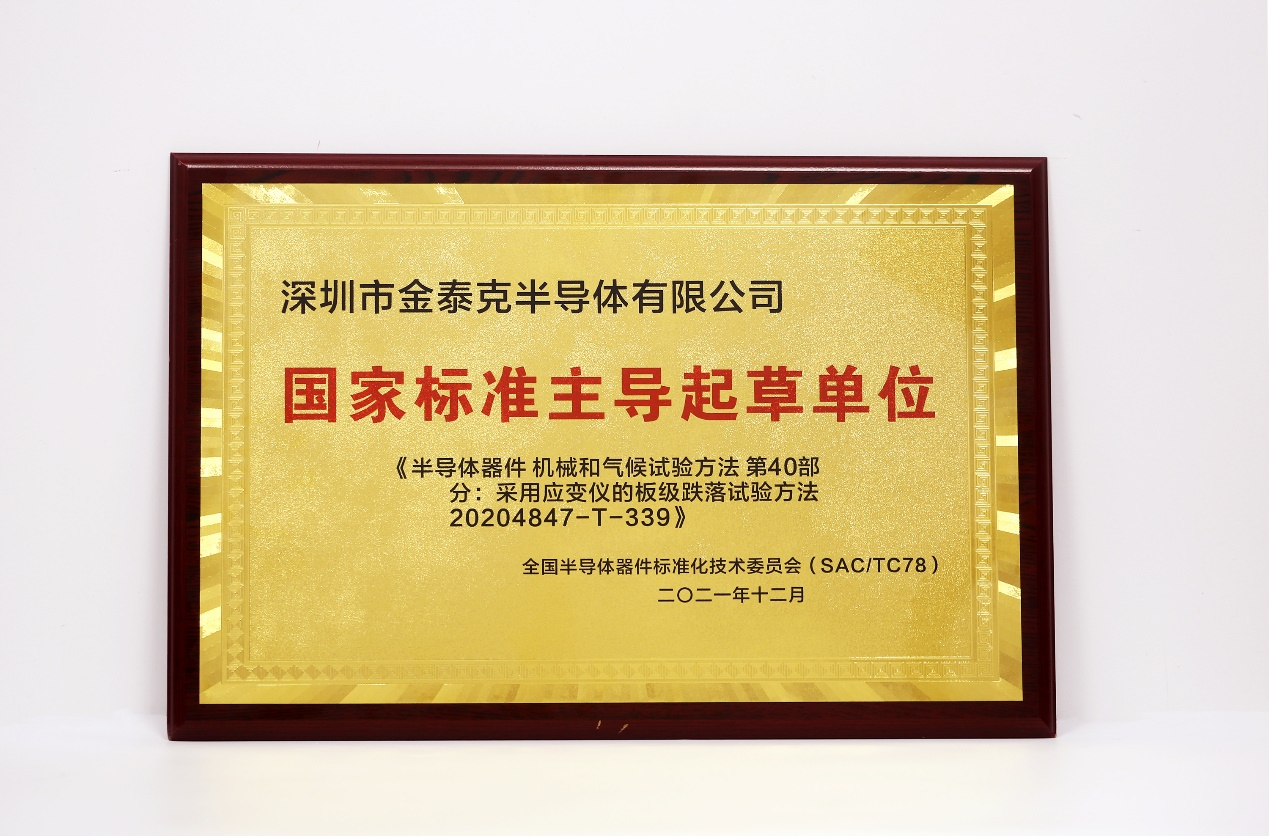 深圳市金泰克半导体有限公司
国家标准主导起草单位
《半导体器件 机械和气候试验方法 第40部
分：采用应变仪的板级跌落试验方法
20204847-T-339》
全国半导体器件标准化技术委员会（SAC/TC78）
二〇二一年十二月